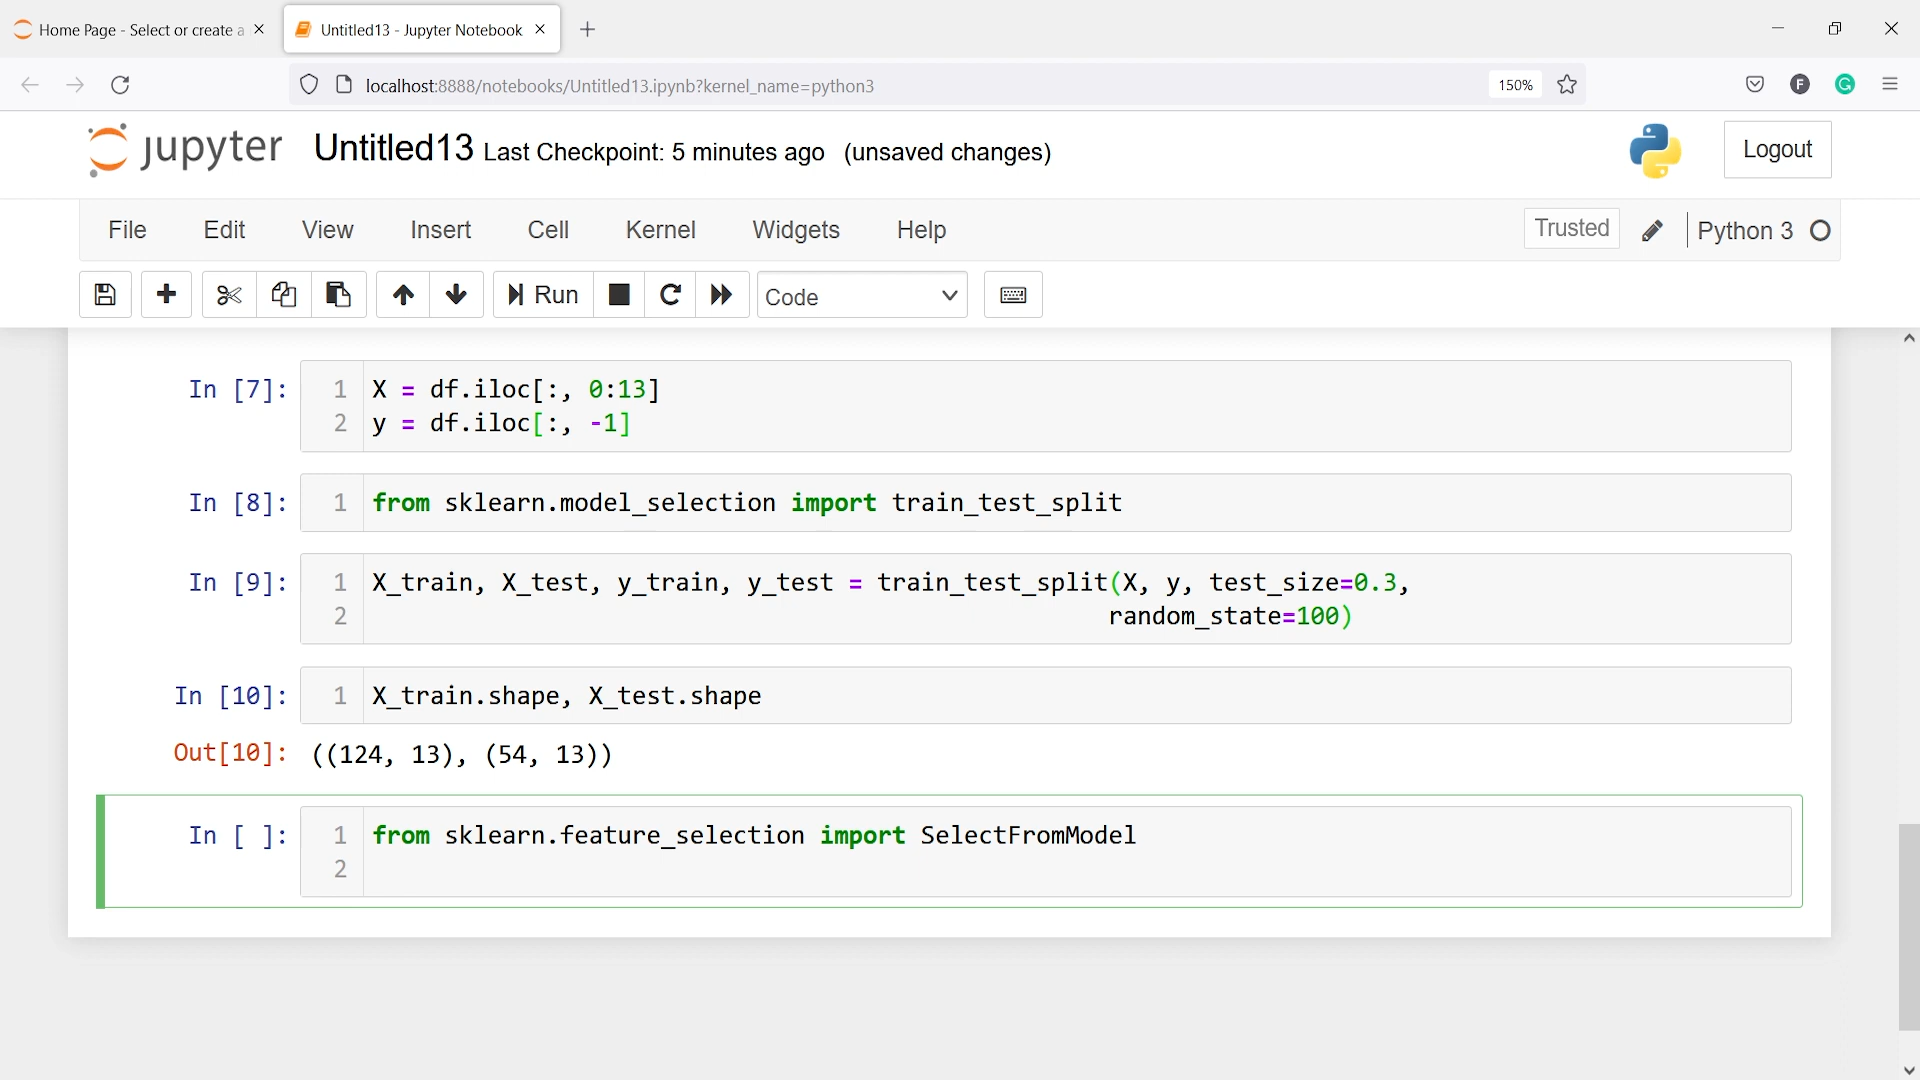 Home Page - Select or create a
Untitled13 - Jupyter Notebook
localhost:8888/notebooks/Untitled13.ipynb?kernel_name=python3
150%
F
G
jupyter Untitled13 Last Checkpoint: 5 minutes ago (unsaved changes)
Logout
File Edit View Insert Cell Kernel Widgets Help
Trusted
Python 3
Run
Code
In [7]:
1 X = df.iloc[:, 0:13]
2 y = df.iloc[:, -1]
In [8]:
1 from sklearn.model_selection import train_test_split
In [9]:
1 X_train, X_test, y_train, y_test = train_test_split(X, y, test_size=0.3,
2 random_state=100)
In [10]:
1 X_train.shape, X_test.shape
Out[10]: ((124, 13), (54, 13))
In [ ]:
1 from sklearn.feature_selection import SelectFromModel
2